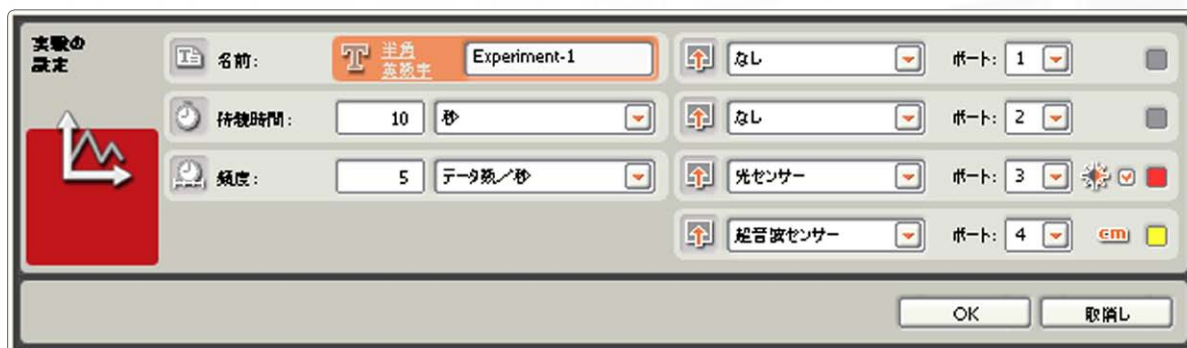 実験の
設定
名前:
半角
英数字
Experiment-1
持続時間:
10
秒
頻度:
5
データ数／秒
なし
ポート: 1
なし
ポート: 2
光センサー
ポート: 3
超音波センサー
ポート: 4
cm
OK
取消し